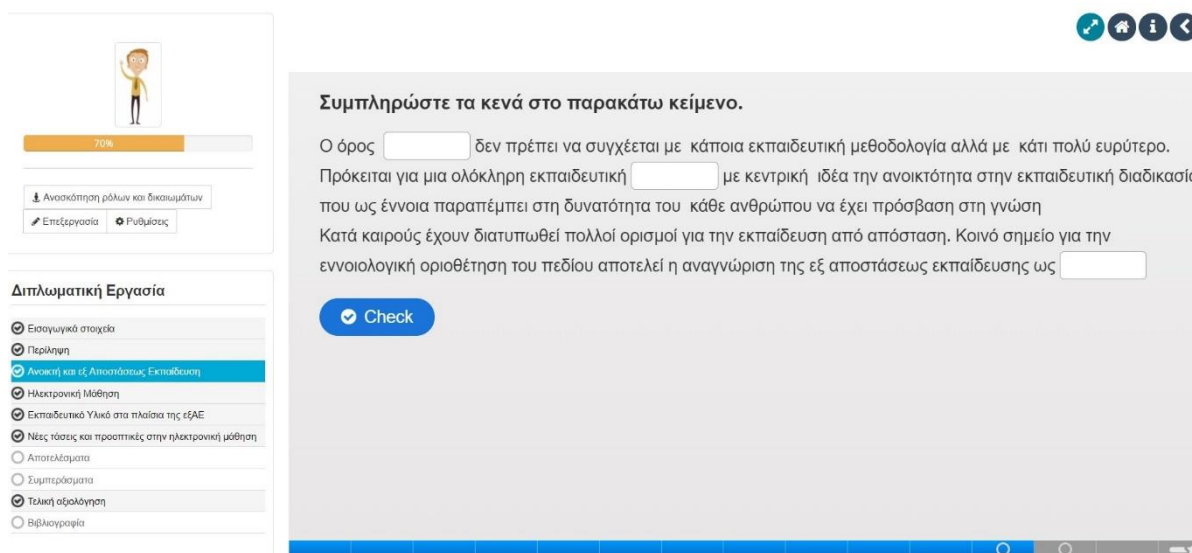 70%
Ανασκόπηση ρόλων και δικαιωμάτων
Επεξεργασία Ρυθμίσεις
Διπλωματική Εργασία
Εισαγωγικά στοιχεία
Περίληψη
Ανοικτή και εξ Αποστάσεως Εκπαίδευση
Ηλεκτρονική Μάθηση
Εκπαιδευτικό Υλικό στα πλαίσια της εξΑΕ
Νέες τάσεις και προοπτικές στην ηλεκτρονική μάθηση
Αποτελέσματα
Συμπεράσματα
Τελική αξιολόγηση
Βιβλιογραφία
Συμπληρώστε τα κενά στο παρακάτω κείμενο.
Ο όρος δεν πρέπει να συγχέεται με κάποια εκπαιδευτική μεθοδολογία αλλά με κάτι πολύ ευρύτερο.
Πρόκειται για μια ολόκληρη εκπαιδευτική με κεντρική ιδέα την ανοικτότητα στην εκπαιδευτική διαδικασί
που ως έννοια παραπέμπει στη δυνατότητα του κάθε ανθρώπου να έχει πρόσβαση στη γνώση
Κατά καιρούς έχουν διατυπωθεί πολλοί ορισμοί για την εκπαίδευση από απόσταση. Κοινό σημείο για την
εννοιολογική οριοθέτηση του πεδίου αποτελεί η αναγνώριση της εξ αποστάσεως εκπαίδευσης ως
Check